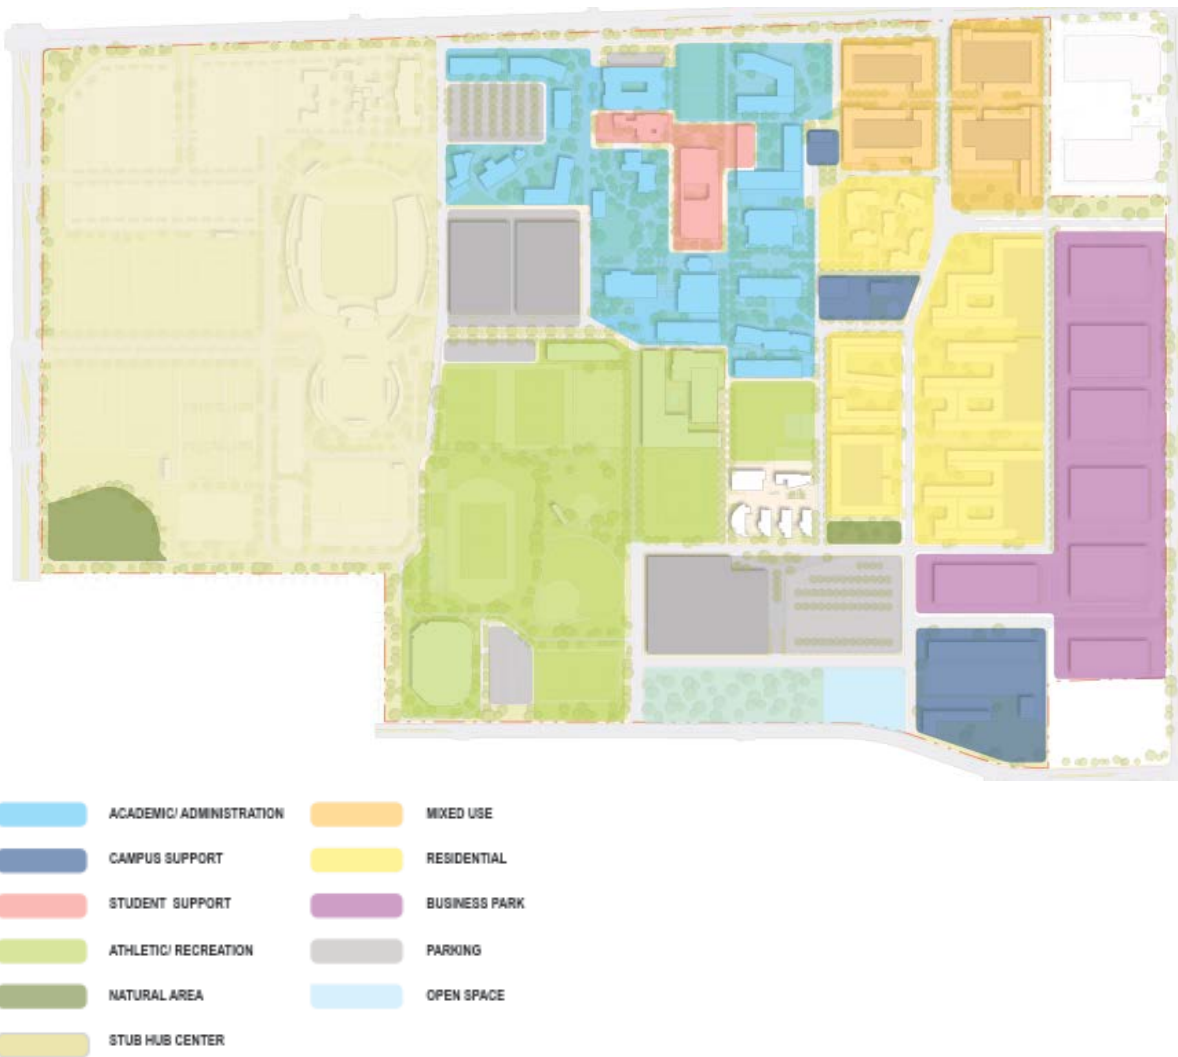 ACADEMIC/ ADMINISTRATION
CAMPUS SUPPORT
STUDENT SUPPORT
ATHLETIC/ RECREATION
NATURAL AREA
STUB HUB CENTER
MIXED USE
RESIDENTIAL
BUSINESS PARK
PARKING
OPEN SPACE